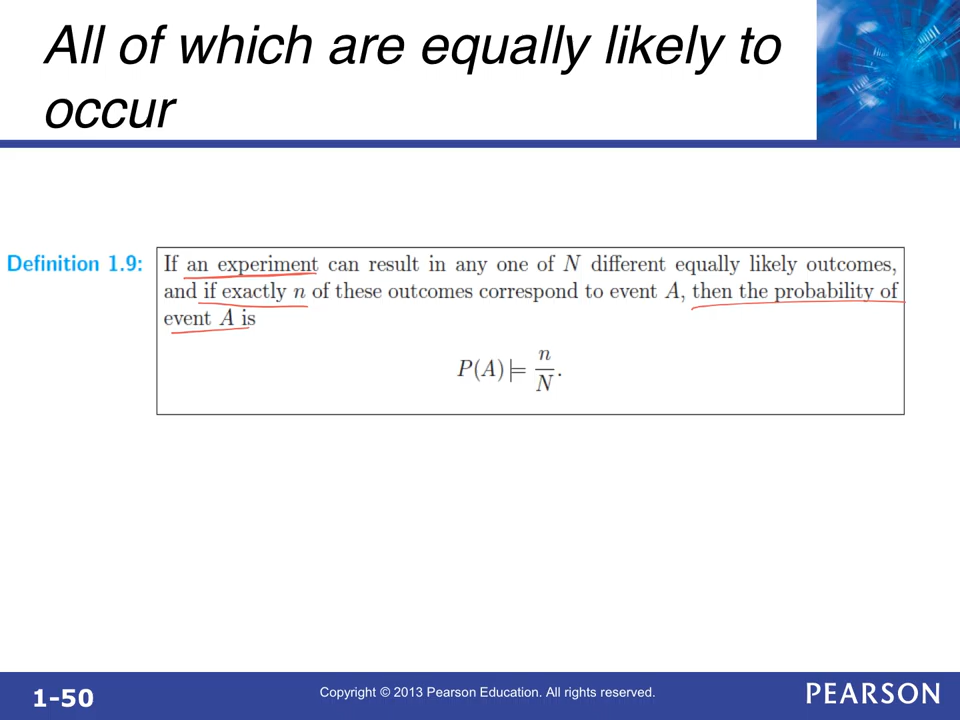 All of which are equally likely to
occur
Definition 1.9:
If an experiment can result in any one of N different equally likely outcomes,
and if exactly n of these outcomes correspond to event A, then the probability of
event A is
P(A) = n/N.
1-50
Copyright © 2013 Pearson Education. All rights reserved.
PEARSON